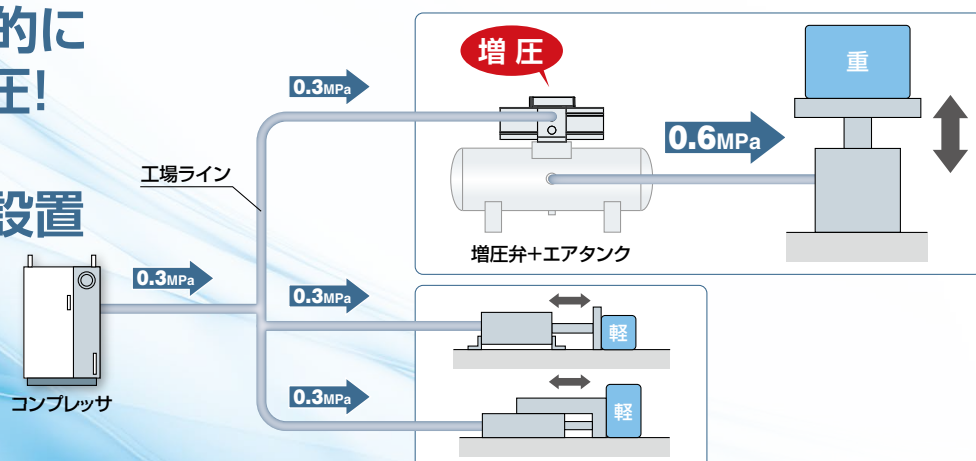 的に
圧!
設置
増 圧
重
0.3MPa
0.6MPa
工場ライン
増圧弁+エアタンク
0.3MPa
0.3MPa
軽
コンプレッサ
0.3MPa
軽